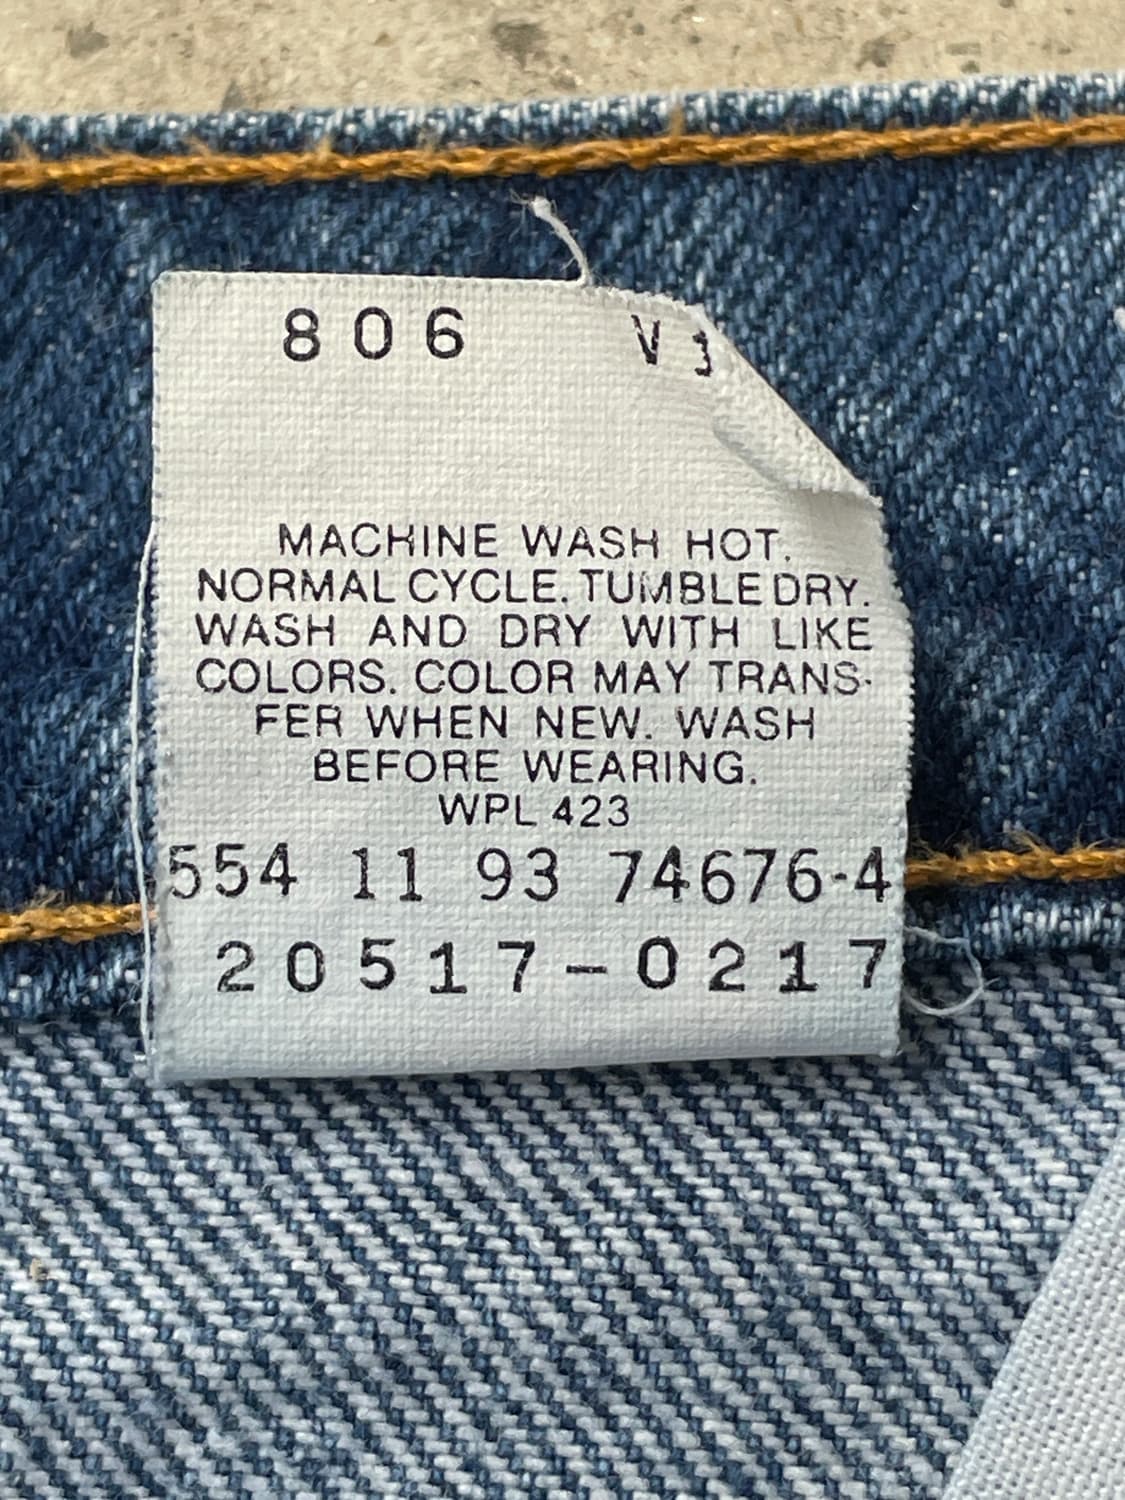 806 V
MACHINE WASH HOT.
NORMAL CYCLE. TUMBLE DRY.
WASH AND DRY WITH LIKE
COLORS. COLOR MAY TRANS-
FER WHEN NEW. WASH
BEFORE WEARING.
WPL 423
554 11 93 74676-4
20517-0217